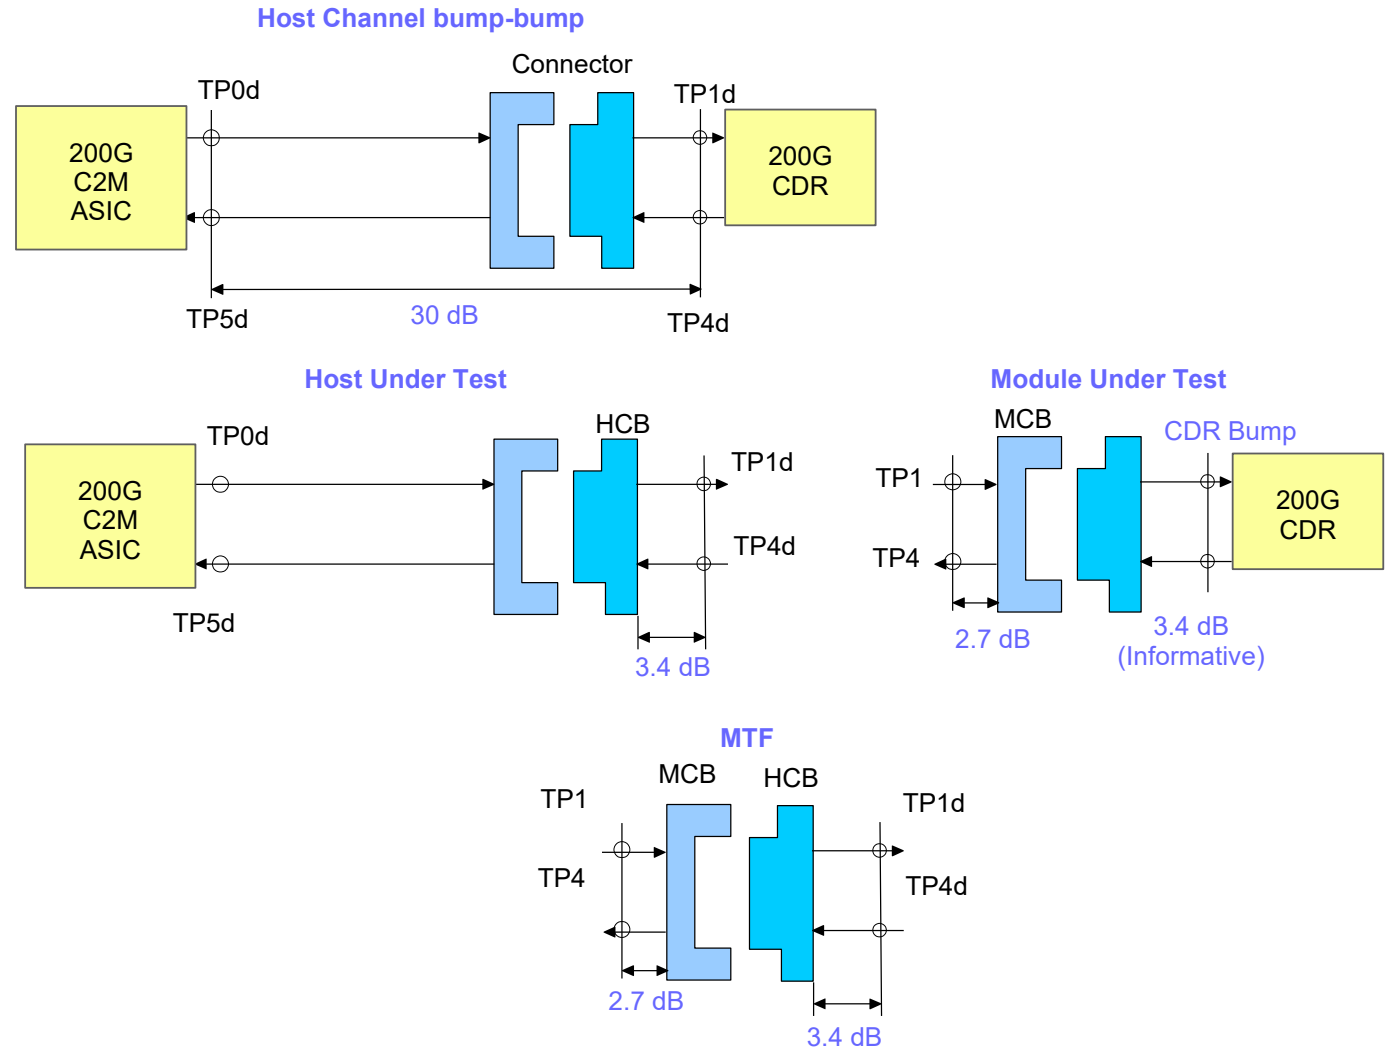 Host Channel bump-bump
Connector
TP0d
TP1d
200G
C2M
ASIC
200G
CDR
TP5d
30 dB
TP4d
Host Under Test
Module Under Test
HCB
MCB
TP0d
CDR Bump
TP1d
TP1
200G
C2M
ASIC
200G
CDR
TP4d
TP4
TP5d
3.4 dB
2.7 dB
3.4 dB
(Informative)
MTF
MCB
HCB
TP1
TP1d
TP4
TP4d
2.7 dB
3.4 dB